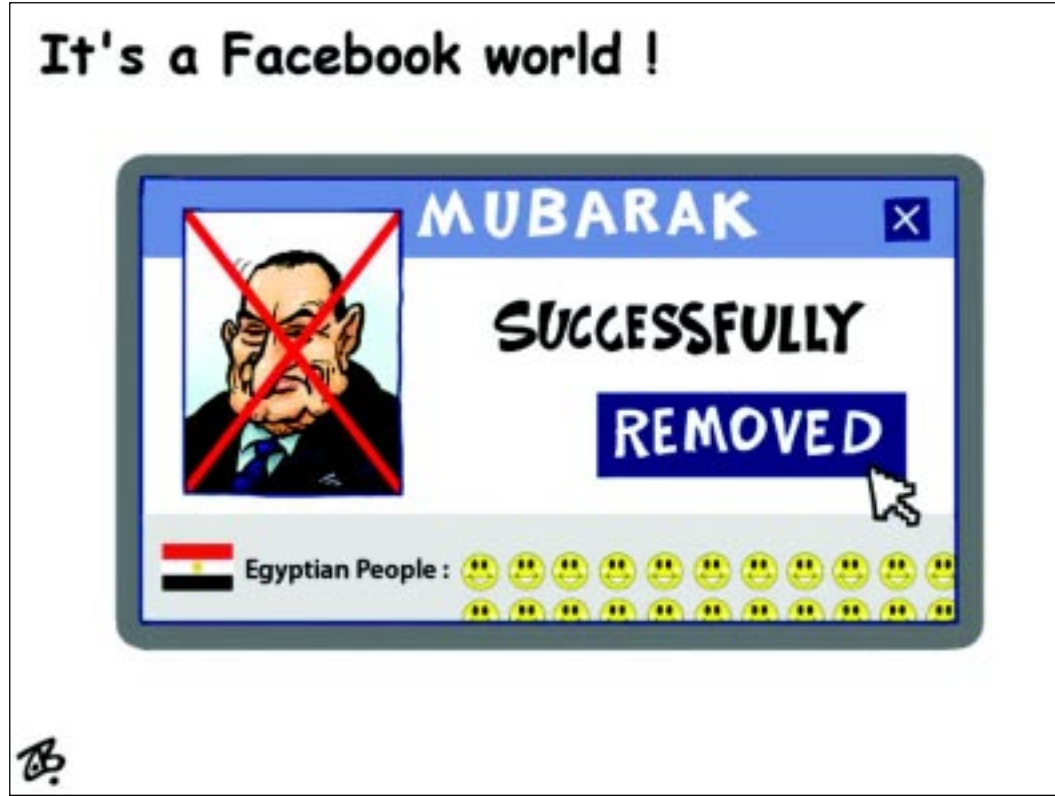 It's a Facebook world !
MUBARAK
SUCCESSFULLY
REMOVED
Egyptian People :